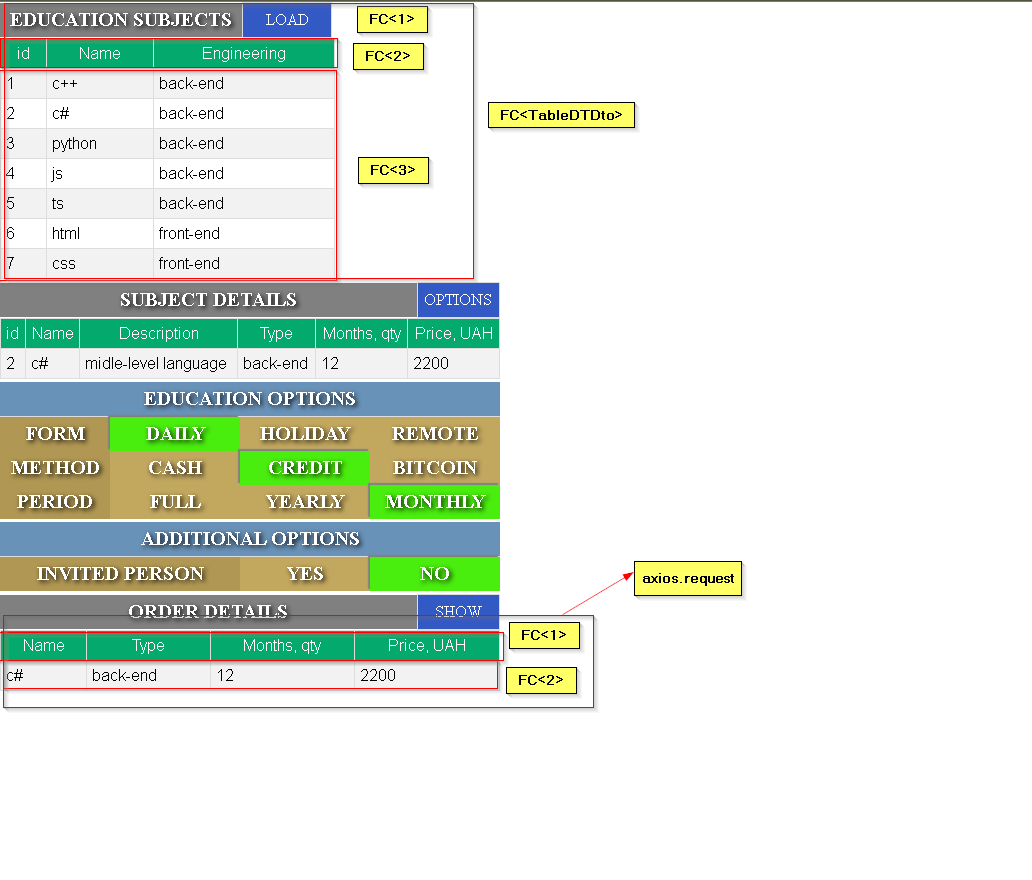 EDUCATION SUBJECTS LOAD FC<1>
id Name Engineering FC<2>
1 c++ back-end
2 c# back-end FC<TableDTDto>
3 python back-end
4 js back-end FC<3>
5 ts back-end
6 html front-end
7 css front-end
SUBJECT DETAILS OPTIONS
id Name Description Type Months, qty Price, UAH
2 c# midle-level language back-end 12 2200
EDUCATION OPTIONS
FORM DAILY HOLIDAY REMOTE
METHOD CASH CREDIT BITCOIN
PERIOD FULL YEARLY MONTHLY
ADDITIONAL OPTIONS
INVITED PERSON YES NO axios.request
ORDER DETAILS SHOW
Name Type Months, qty Price, UAH FC<1>
c# back-end 12 2200 FC<2>